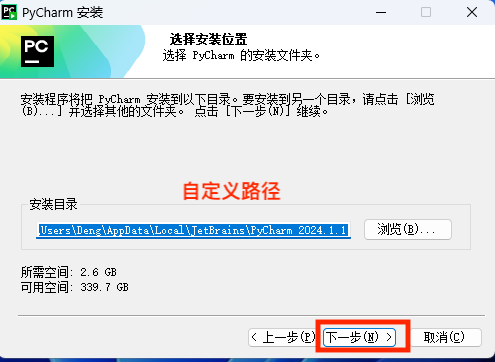 PyCharm 安装
PC
选择安装位置
选择 PyCharm 的安装文件夹。
安装程序将把 PyCharm 安装到以下目录。要安装到另一个目录，请点击 [浏览
(B)...] 并选择其他的文件夹。 点击 [下一步(N)] 继续。
自定义路径
安装目录
Users\Deng\AppData\Local\JetBrains\PyCharm 2024.1.1
浏览(B)...
所需空间: 2.6 GB
可用空间: 339.7 GB
< 上一步(P)
下一步(N) >
取消(C)